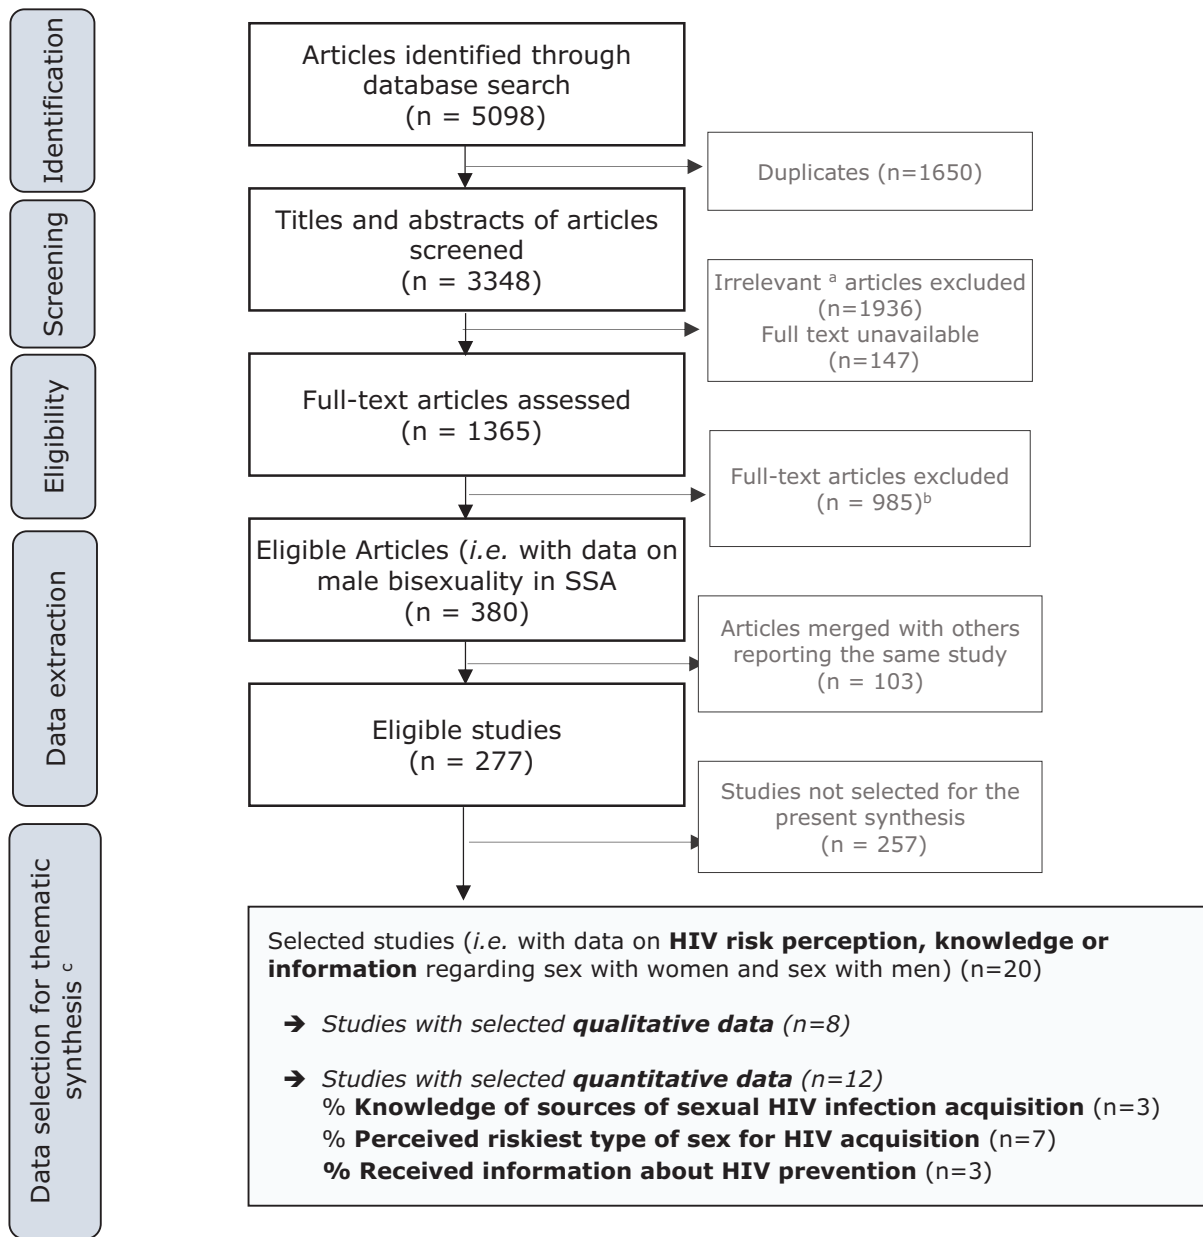 Identification
Articles identified through
database search
(n = 5098)
Duplicates (n=1650)
Screening
Titles and abstracts of articles
screened
(n = 3348)
Irrelevant a articles excluded
(n=1936)
Full text unavailable
(n=147)
Eligibility
Full-text articles assessed
(n = 1365)
Full-text articles excluded
(n = 985)b
Data extraction
Eligible Articles (i.e. with data on
male bisexuality in SSA
(n = 380)
Articles merged with others
reporting the same study
(n = 103)
Eligible studies
(n = 277)
Studies not selected for the
present synthesis
(n = 257)
Data selection for thematic
synthesis c
Selected studies (i.e. with data on HIV risk perception, knowledge or
information regarding sex with women and sex with men) (n=20)
➔ Studies with selected qualitative data (n=8)
➔ Studies with selected quantitative data (n=12)
% Knowledge of sources of sexual HIV infection acquisition (n=3)
% Perceived riskiest type of sex for HIV acquisition (n=7)
% Received information about HIV prevention (n=3)